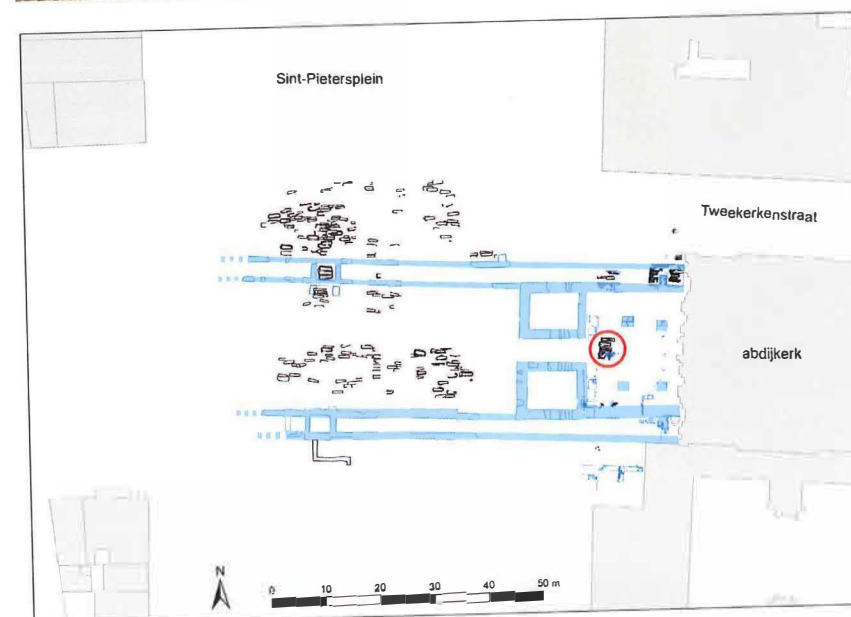 Sint-Pietersplein
Tweekerkenstraat
abdijkerk
N
0 10 20 30 40 50 m